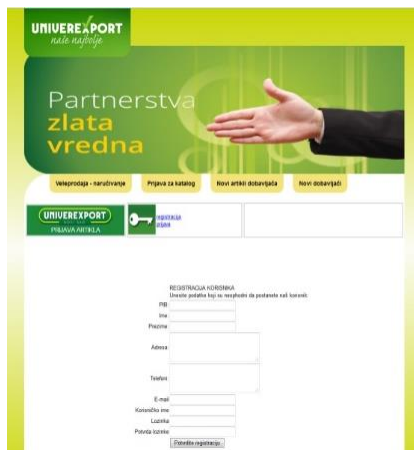 UNIVEREXPORT
naše najbolje
Partnerstva
zlata
vredna
Veleprodaja - naručivanje
Prijava za katalog
Novi artikli dobavljača
Novi dobavljači
UNIVEREXPORT
PRIJAVA ARTIKLA
registracija
prijava
REGISTRACIJA KORISNIKA
Unesite podatke koji su neophodni da postanete naš korisnik.
PIB
Ime
Prezime
Adresa
Telefoni
E-mail
Korisničko ime
Lozinka
Potvrda lozinke
Potvrdite registraciju